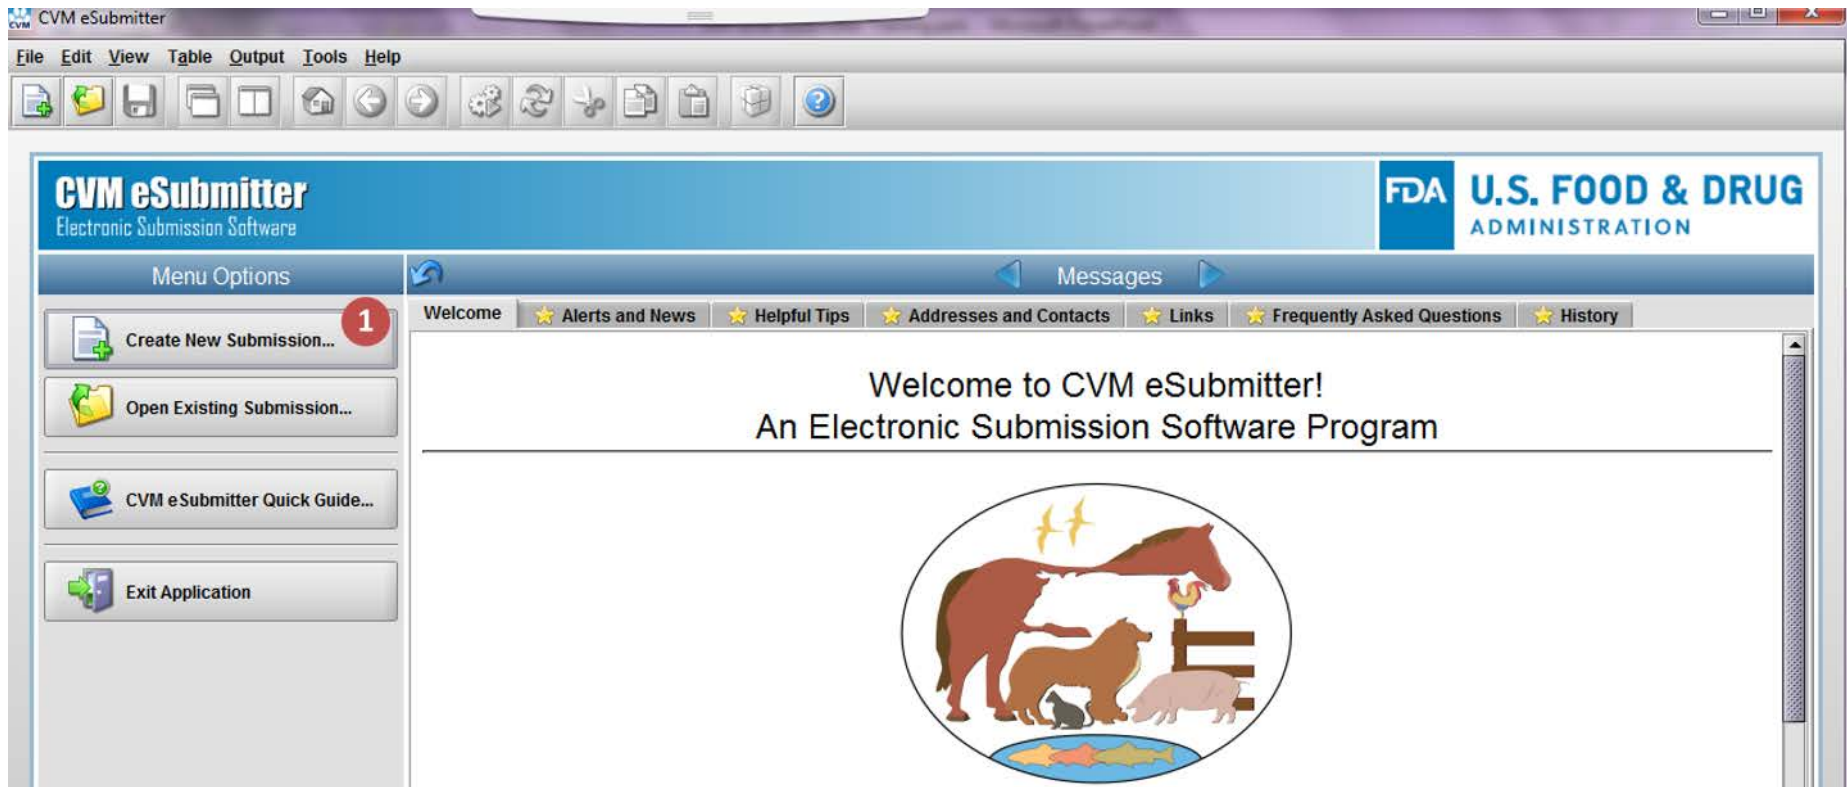 CVM eSubmitter
File Edit View Table Output Tools Help
CVM eSubmitter
Electronic Submission Software
FDA U.S. FOOD & DRUG
ADMINISTRATION
Menu Options
Messages
Create New Submission...
1
Open Existing Submission...
CVM eSubmitter Quick Guide...
Exit Application
Welcome Alerts and News Helpful Tips Addresses and Contacts Links Frequently Asked Questions History
Welcome to CVM eSubmitter!
An Electronic Submission Software Program